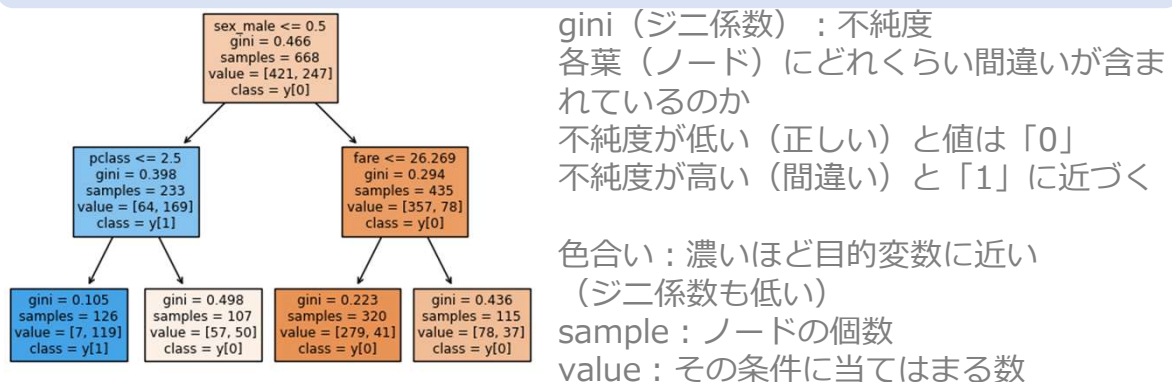 sex_male <= 0.5
gini = 0.466
samples = 668
value = [421, 247]
class = y[0]
pclass <= 2.5
gini = 0.398
samples = 233
value = [64, 169]
class = y[1]
fare <= 26.269
gini = 0.294
samples = 435
value = [357, 78]
class = y[0]
gini = 0.105
samples = 126
value = [7, 119]
class = y[1]
gini = 0.498
samples = 107
value = [57, 50]
class = y[0]
gini = 0.223
samples = 320
value = [279, 41]
class = y[0]
gini = 0.436
samples = 115
value = [78, 37]
class = y[0]
gini（ジニ係数）：不純度
各葉（ノード）にどれくらい間違いが含ま
れているのか
不純度が低い（正しい）と値は「0」
不純度が高い（間違い）と「1」に近づく
色合い：濃いほど目的変数に近い
（ジニ係数も低い）
sample：ノードの個数
value：その条件に当てはまる数